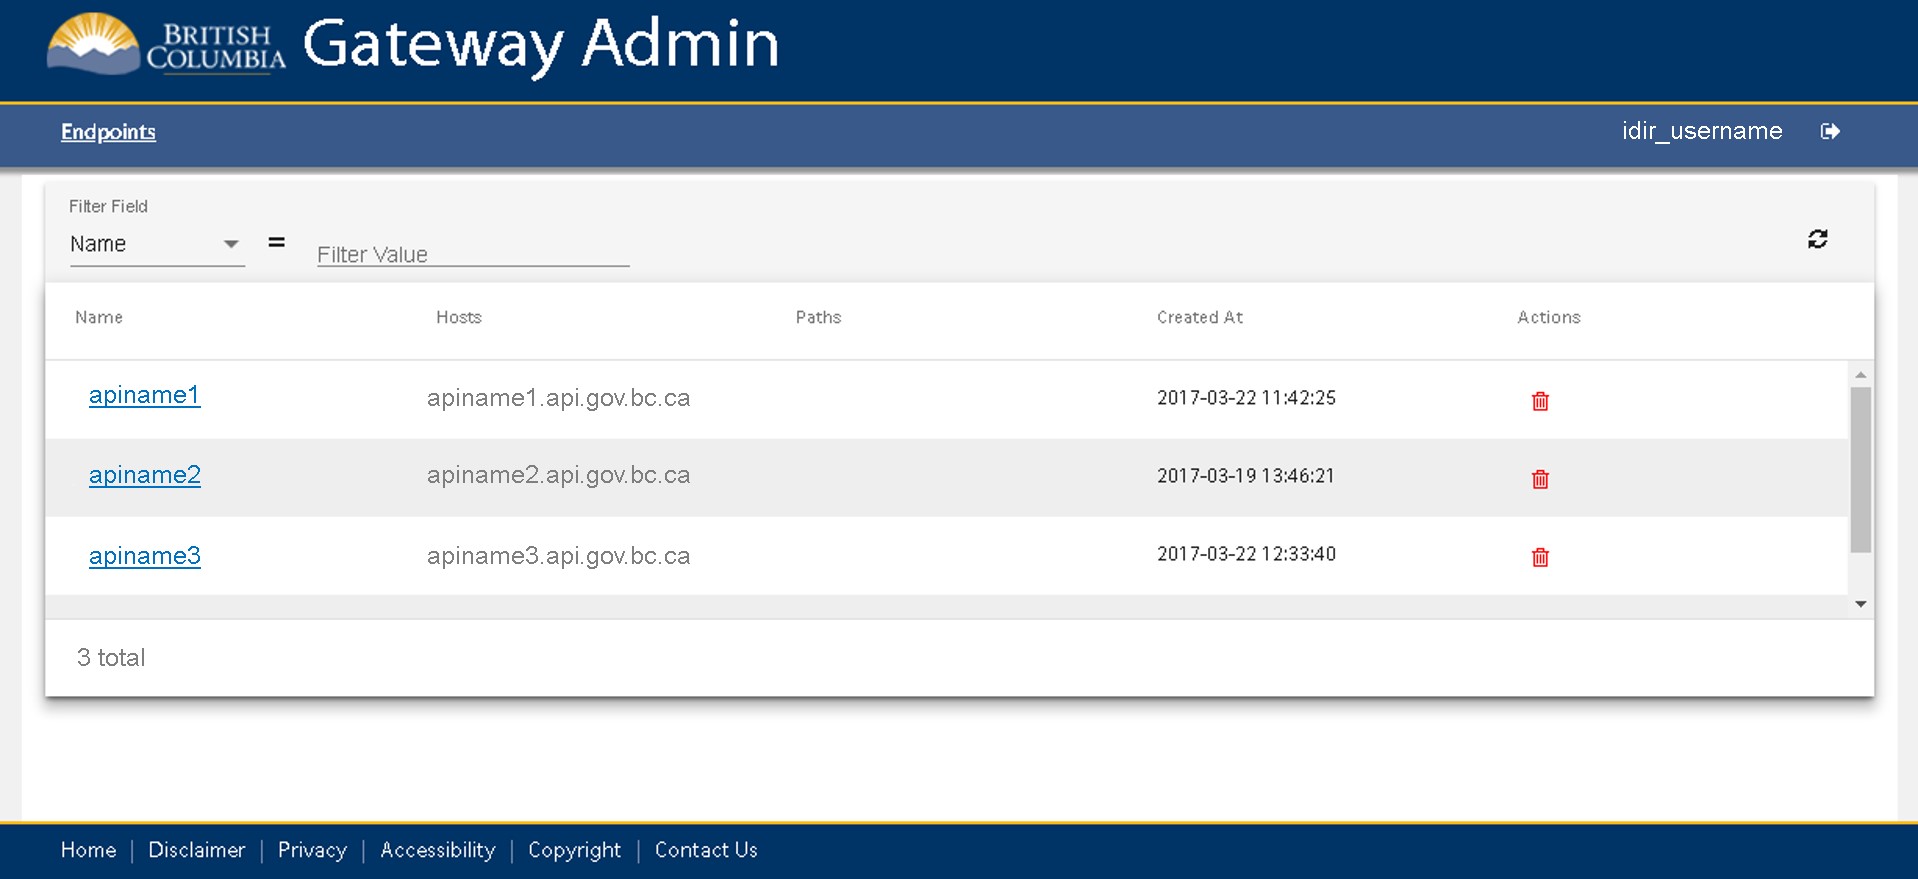 BRITISH
COLUMBIA
Gateway Admin
Endpoints
idir_username
Filter Field
Name
=
Filter Value
Name Hosts Paths Created At Actions
apiname1 apiname1.api.gov.bc.ca 2017-03-22 11:42:25
apiname2 apiname2.api.gov.bc.ca 2017-03-19 13:46:21
apiname3 apiname3.api.gov.bc.ca 2017-03-22 12:33:40
3 total
Home | Disclaimer | Privacy | Accessibility | Copyright | Contact Us